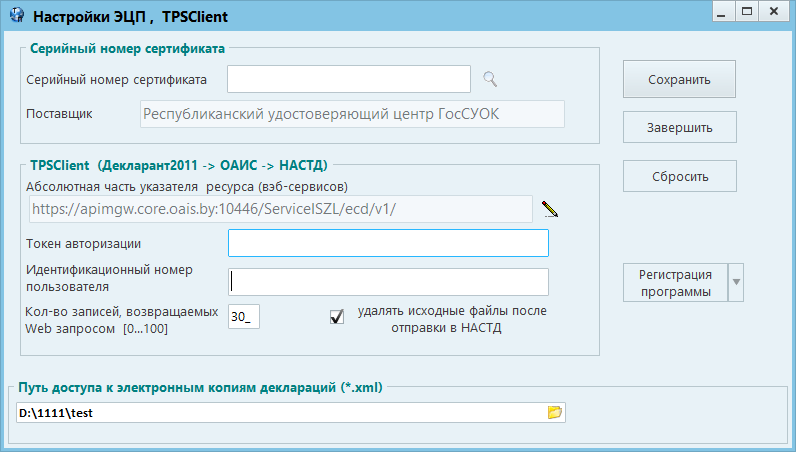 Настройки ЭЦП , TPSClient
Серийный номер сертификата
Серийный номер сертификата
Сохранить
Поставщик
Республиканский удостоверяющий центр ГосСУОК
Завершить
TPSClient (Декларант2011 -> ОАИС -> НАСТД)
Сбросить
Абсолютная часть указателя ресурса (вэб-сервисов)
https://apimgw.core.oais.by:10446/ServiceISZL/ecd/v1/
Токен авторизации
Идентификационный номер
пользователя
Регистрация
программы
Кол-во записей, возвращаемых
Web запросом [0...100]
30_
удалять исходные файлы после
отправки в НАСТД
Путь доступа к электронным копиям деклараций (*.xml)
D:\1111\test